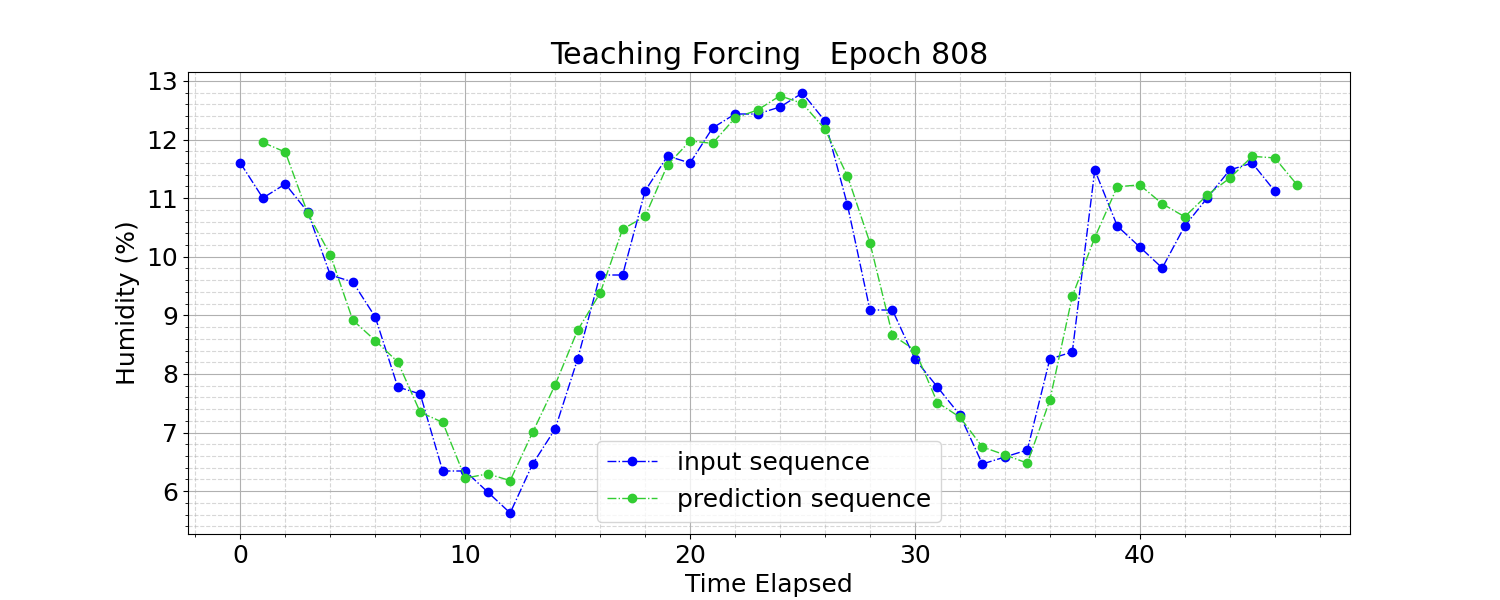 Teaching Forcing   Epoch 808
Humidity (%)
13
12
11
10
9
8
7
6
input sequence
prediction sequence
0 10 20 30 40
Time Elapsed